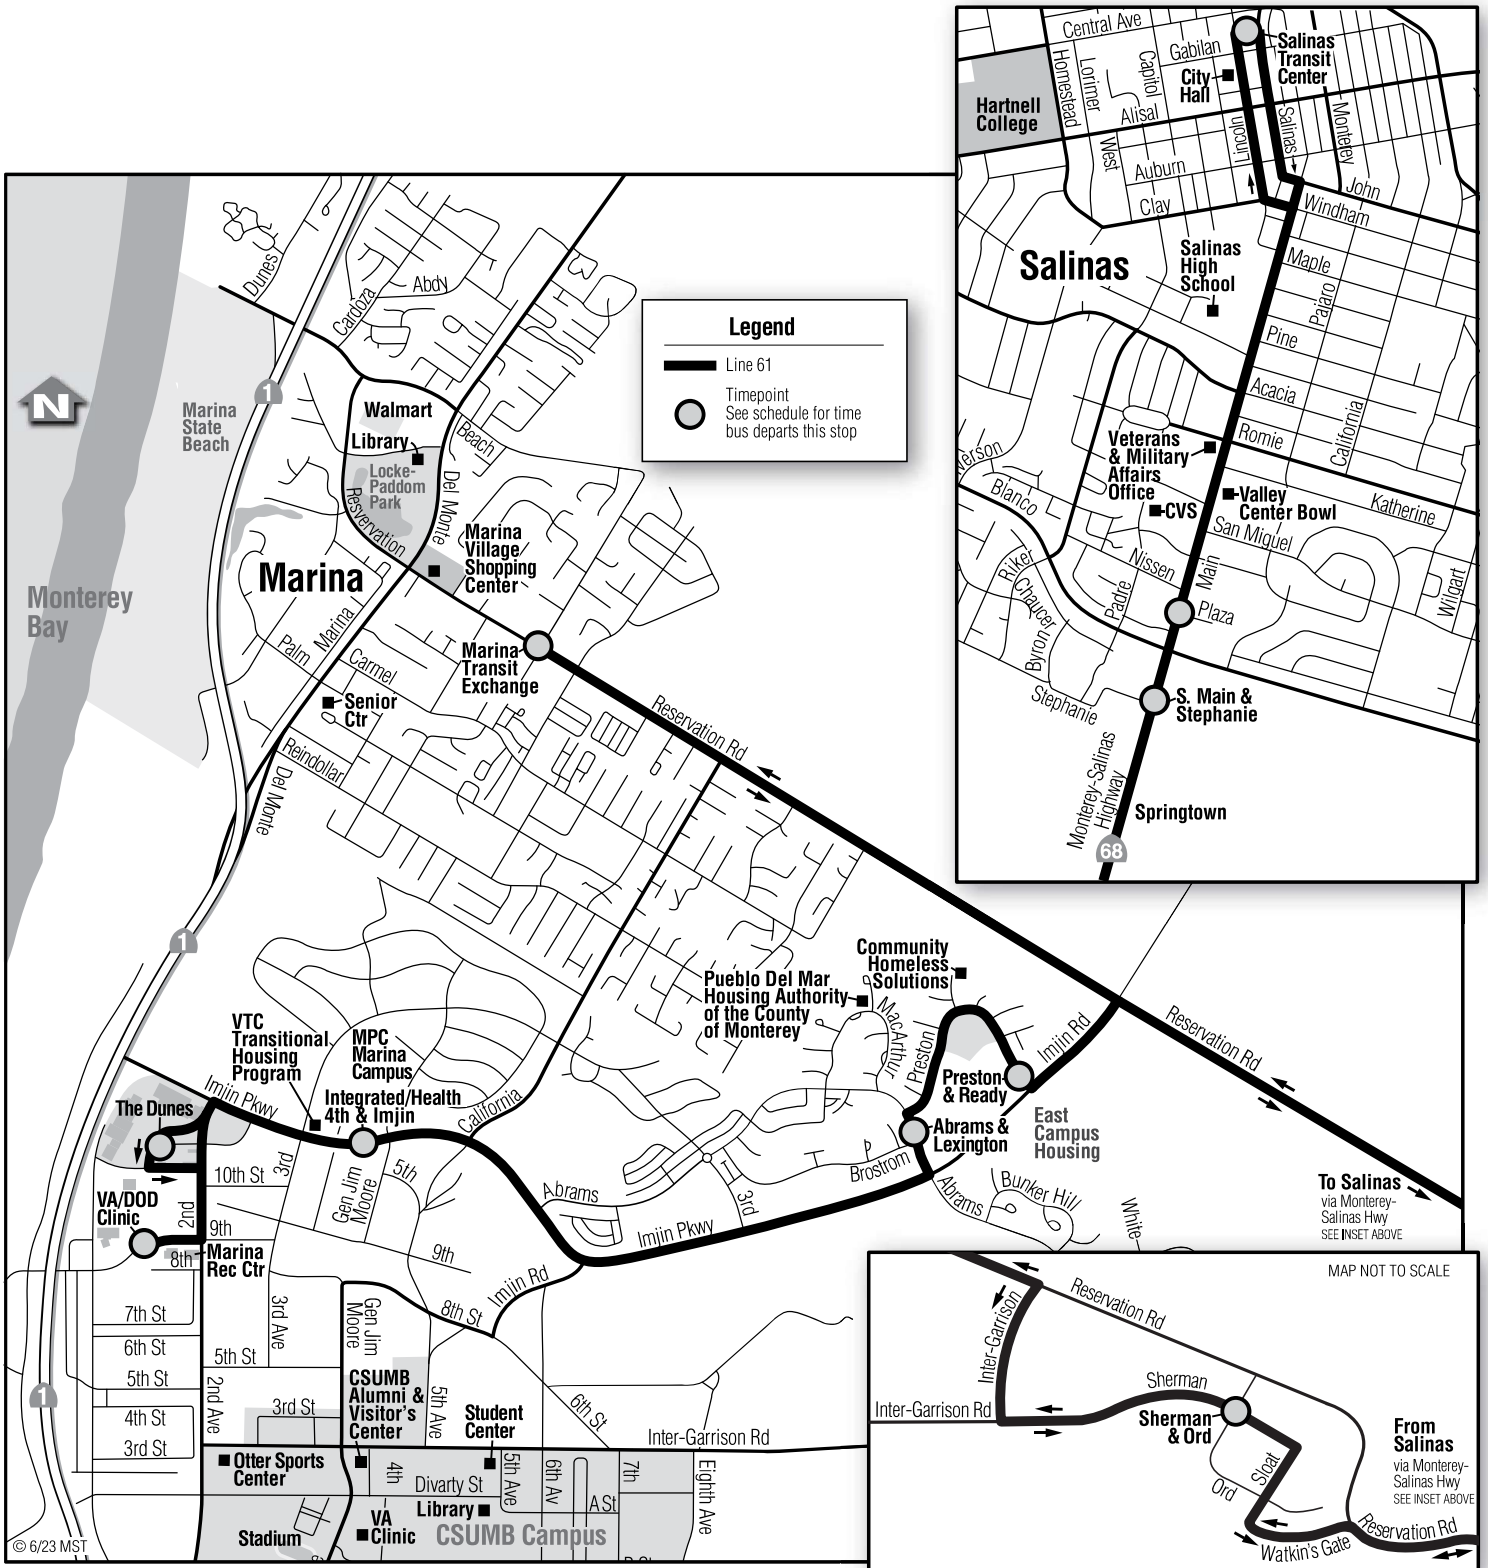 Central Ave
Gabilan
Homestead
Lorimer
Capitol
Salinas
Transit
Center
City
Hall
Hartnell
College
Alisal
Lincoln
Salinas
Monterey
West
Auburn
Clay
John
Windham
Salinas
Salinas
High
School
Maple
Pajaro
Pine
Acacia
Romie
California
Veterans
& Military
Affairs
Office
CVS
Valley
Center Bowl
Katherine
San Miguel
Blanco
Riker
Nissen
Chaucer
Byron
Padre
Main
Plaza
Wilgart
Stephanie
S. Main &
Stephanie
Monterey-Salinas
Highway
Springtown
68
N
Dunes
Cardoza
Abdy
Legend
Line 61
Timepoint
See schedule for time
bus departs this stop
1
Marina
State
Beach
Walmart
Library
Beach
Locke-
Paddom
Park
Resvervation
Del Monte
Marina
Village
Shopping
Center
Marina
Monterey
Bay
Palm
Marina
Carmel
Marina
Transit
Exchange
Senior
Ctr
Reindollar
Del Monte
Reservation Rd
1
Community
Homeless
Solutions
Pueblo Del Mar
Housing Authority
of the County
of Monterey
MacArthur
Preston
Imjin Rd
Reservation Rd
VTC
Transitional
Housing
Program
MPC
Marina
Campus
Integrated/Health
4th & Imjin
Imjin Pkwy
California
The Dunes
Preston
& Ready
East
Campus
Housing
Abrams &
Lexington
Brostrom
10th St
3rd
Gen Jim
Moore
5th
Abrams
3rd
Abrams
Bunker Hill
White
To Salinas
via Monterey-
Salinas Hwy
SEE INSET ABOVE
VA/DOD
Clinic
2nd
9th
8th
Marina
Rec Ctr
9th
Imjin Pkwy
Imjin Rd
8th St
7th St
6th St
5th St
4th St
3rd St
3rd Ave
Gen Jim
Moore
5th St
2nd Ave
3rd St
CSUMB
Alumni &
Visitor's
Center
5th Ave
Student
Center
6th St
Inter-Garrison Rd
1
Otter Sports
Center
4th
Divarty St
5th Ave
6th Av
7th
Eighth Ave
Library
A St
VA
Clinic
CSUMB Campus
Stadium
© 6/23 MST
MAP NOT TO SCALE
Reservation Rd
Inter-Garrison
Sherman
Inter-Garrison Rd
Sherman
& Ord
Sloat
Ord
From
Salinas
via Monterey-
Salinas Hwy
SEE INSET ABOVE
Watkin's Gate
Reservation Rd